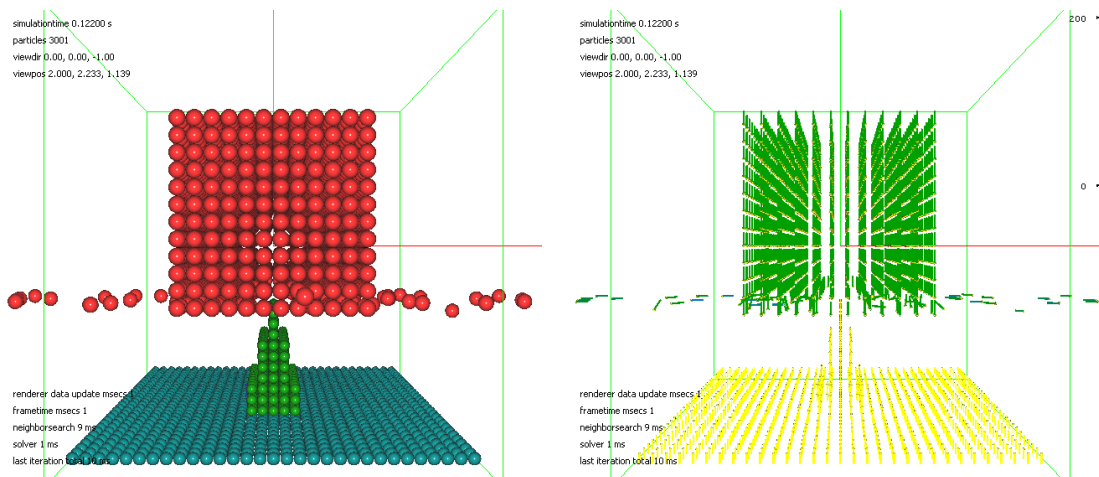 simulationtime 0.12200 s
particles 3001
viewdir 0.00, 0.00, -1.00
viewpos 2.000, 2.233, 1.139
renderer data update msecs 1
frametime msecs 1
neighborsearch 9 ms
solver 1 ms
last iteration total 10 ms
simulationtime 0.12200 s
particles 3001
viewdir 0.00, 0.00, -1.00
viewpos 2.000, 2.233, 1.139
200
0
renderer data update msecs 1
frametime msecs 1
neighborsearch 9 ms
solver 1 ms
last iteration total 10 ms